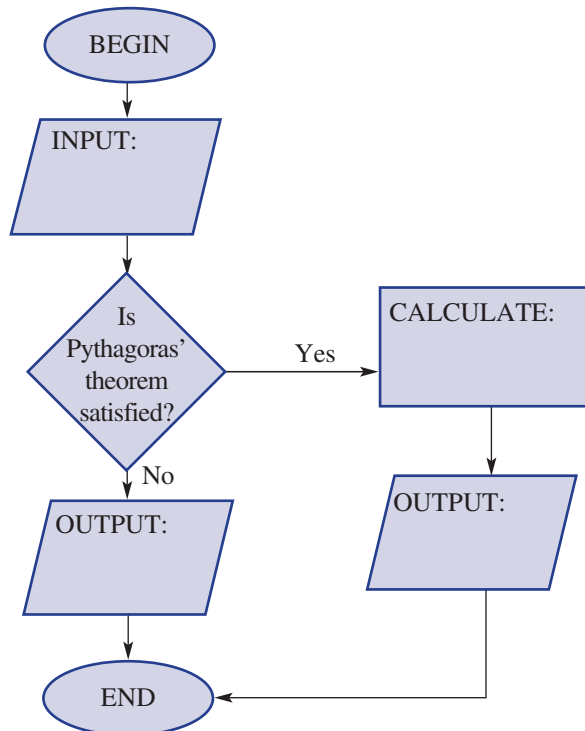 BEGIN
INPUT:
Is
Pythagoras’
theorem
satisfied?
Yes
CALCULATE:
No
OUTPUT:
OUTPUT:
END